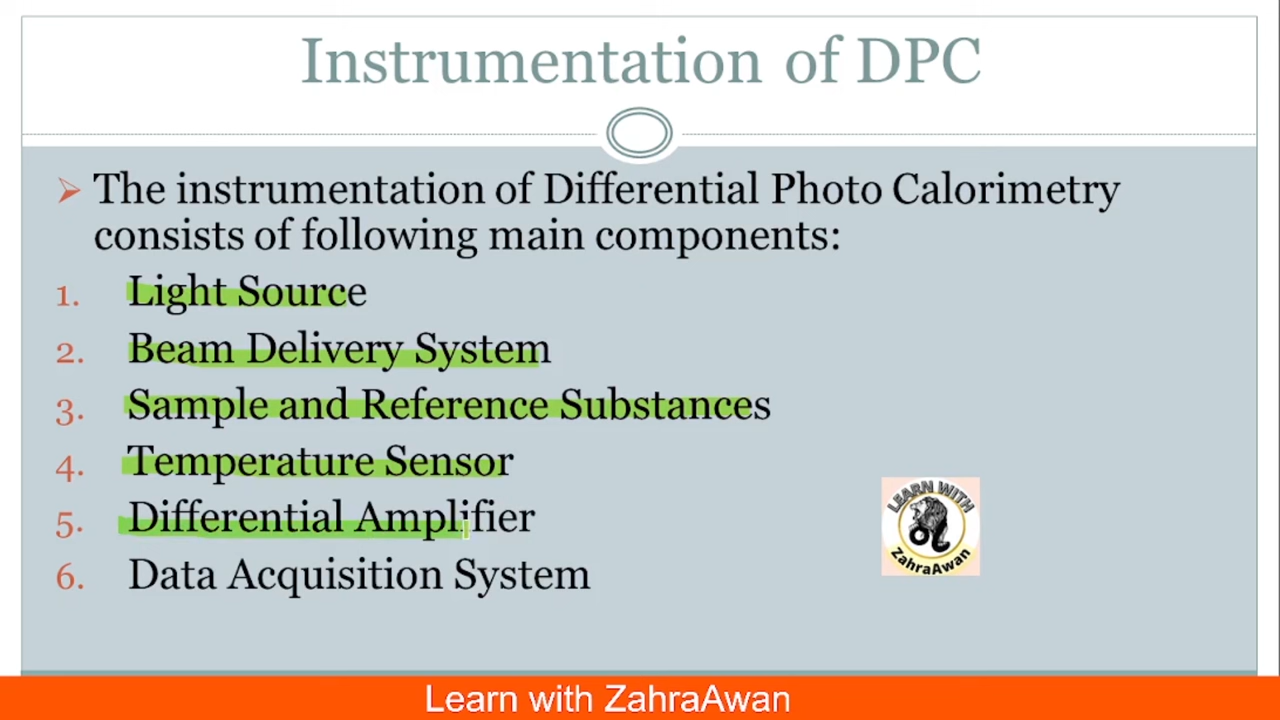 Instrumentation of DPC
The instrumentation of Differential Photo Calorimetry
consists of following main components:
1. Light Source
2. Beam Delivery System
3. Sample and Reference Substances
4. Temperature Sensor
5. Differential Amplifier
6. Data Acquisition System
LEARN WITH
ZahraAwan
Learn with ZahraAwan